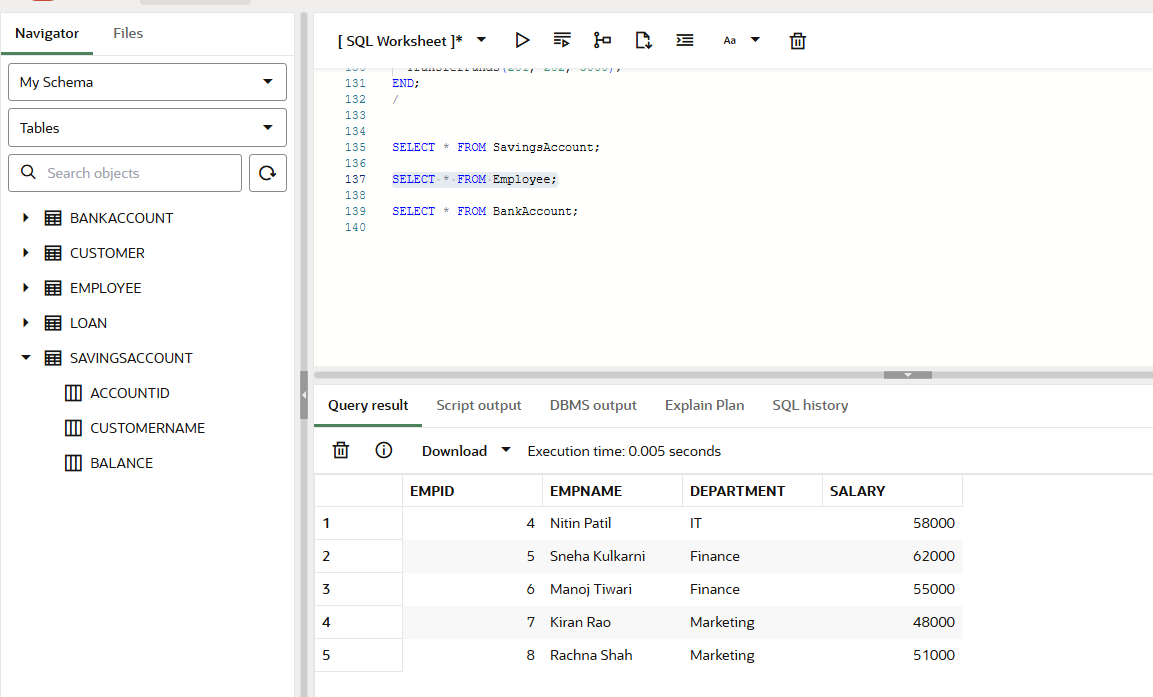 Navigator Files
My Schema
Tables
Search objects
BANKACCOUNT
CUSTOMER
EMPLOYEE
LOAN
SAVINGSACCOUNT
ACCOUNTID
CUSTOMERNAME
BALANCE
[ SQL Worksheet ]* Aa
131 END;
132 /
133
134
135 SELECT * FROM SavingsAccount;
136
137 SELECT * FROM Employee;
138
139 SELECT * FROM BankAccount;
140
Query result Script output DBMS output Explain Plan SQL history
Download Execution time: 0.005 seconds
EMPID EMPNAME DEPARTMENT SALARY
1 4 Nitin Patil IT 58000
2 5 Sneha Kulkarni Finance 62000
3 6 Manoj Tiwari Finance 55000
4 7 Kiran Rao Marketing 48000
5 8 Rachna Shah Marketing 51000